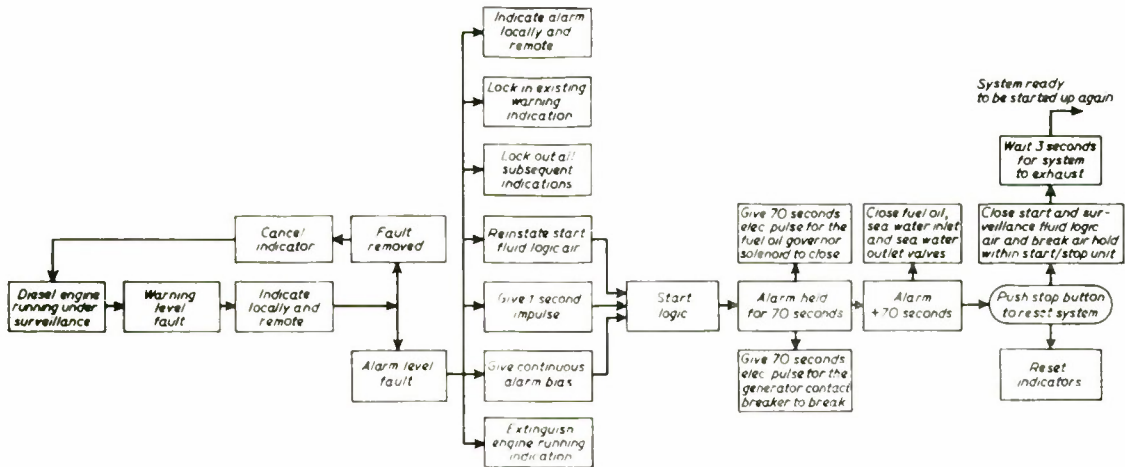 Indicate alarm
locally and
remote
Lock in existing
warning
indication
Lock out all
subsequent
indications
System ready
to be started up again
Wait 3 seconds
for system
to exhaust
Cancel
indicator
Fault
removed
Reinstate start
fluid logic air
Give 70 seconds
elec pulse for the
fuel oil governor
solenoid to close
Close fuel oil,
sea water inlet
and sea water
outlet valves
Close start and sur-
veillance fluid logic
air and break air hold
within start/stop unit
Diesel engine
running under
surveillance
Warning
level
fault
Indicate
locally and
remote
Give 1 second
impulse
Start
logic
Alarm held
for 70 seconds
Alarm
+70 seconds
Push stop button
to reset system
Alarm level
fault
Give continuous
alarm bias
Give 70 seconds
elec pulse for the
generator contact
breaker to break
Reset
indicators
Extinguish
engine running
indication